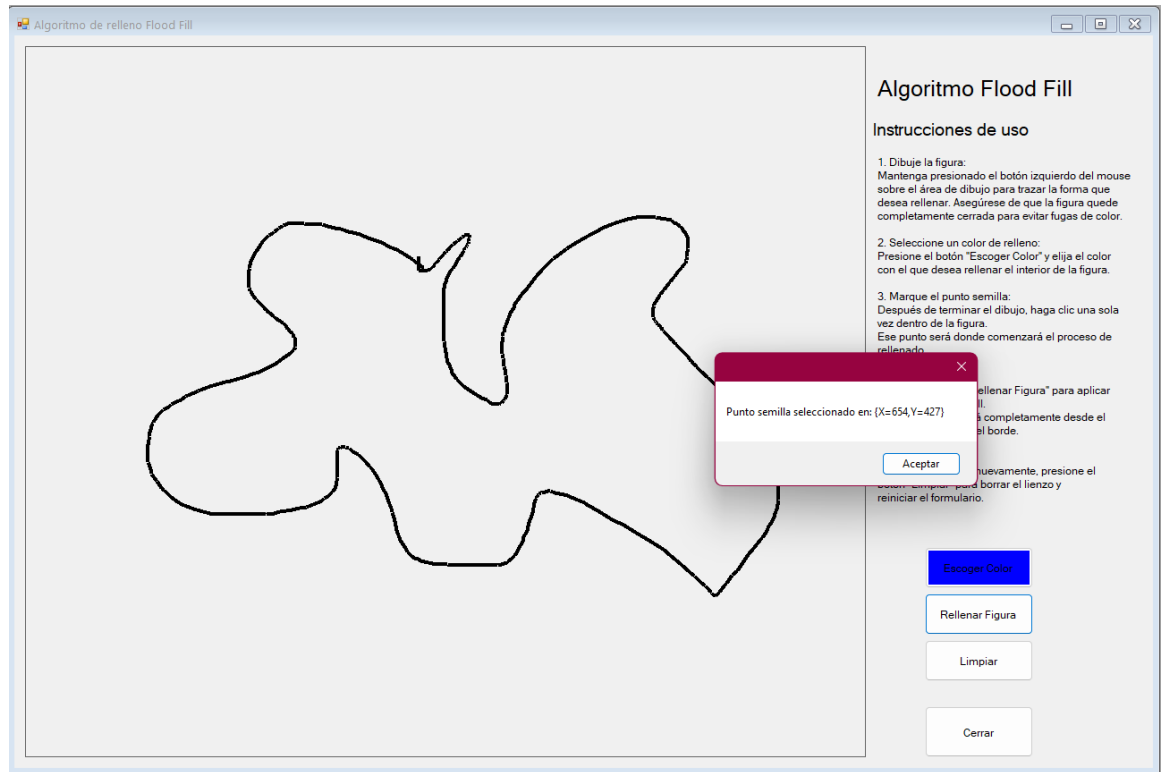 Algoritmo de relleno Flood Fill
Algoritmo Flood Fill
Instrucciones de uso
1. Dibuje la figura:
Mantenga presionado el botón izquierdo del mouse
sobre el área de dibujo para trazar la forma que
desea rellenar. Asegúrese de que la figura quede
completamente cerrada para evitar fugas de color.
2. Seleccione un color de relleno:
Presione el botón "Escoger Color" y elija el color
con el que desea rellenar el interior de la figura.
3. Marque el punto semilla:
Después de terminar el dibujo, haga clic una sola
vez dentro de la figura.
Ese punto será donde comenzará el proceso de
rellenado.
ellenar Figura" para aplicar
ll.
completamente desde el
el borde.
nuevamente, presione el
botón "Limpiar" para borrar el lienzo y
reiniciar el formulario.
Punto semilla seleccionado en: {X=654,Y=427}
Aceptar
Escoger Color
Rellenar Figura
Limpiar
Cerrar